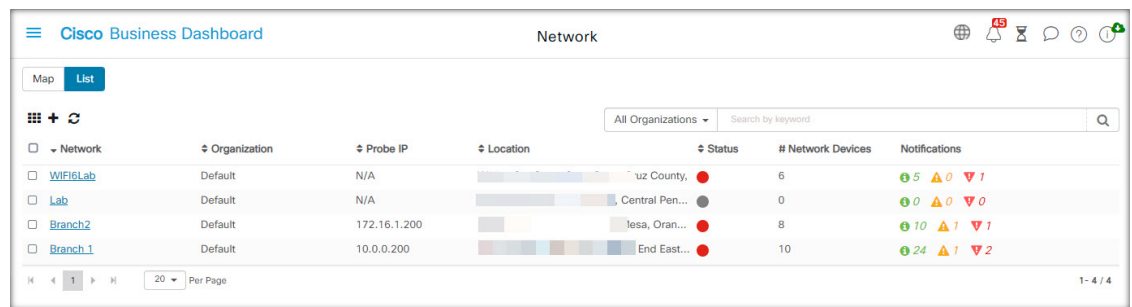 Cisco Business Dashboard Network 45
Map List
All Organizations Search by keyword
Network Organization Probe IP Location Status # Network Devices Notifications
WIFI6Lab Default N/A County, 6 5 0 1
Lab Default N/A , Central Pen... 0 0 0 0
Branch2 Default 172.16.1.200 Oran... 8 10 1 1
Branch 1 Default 10.0.0.200 End East... 10 24 1 2
1 20 Per Page 1- 4 / 4